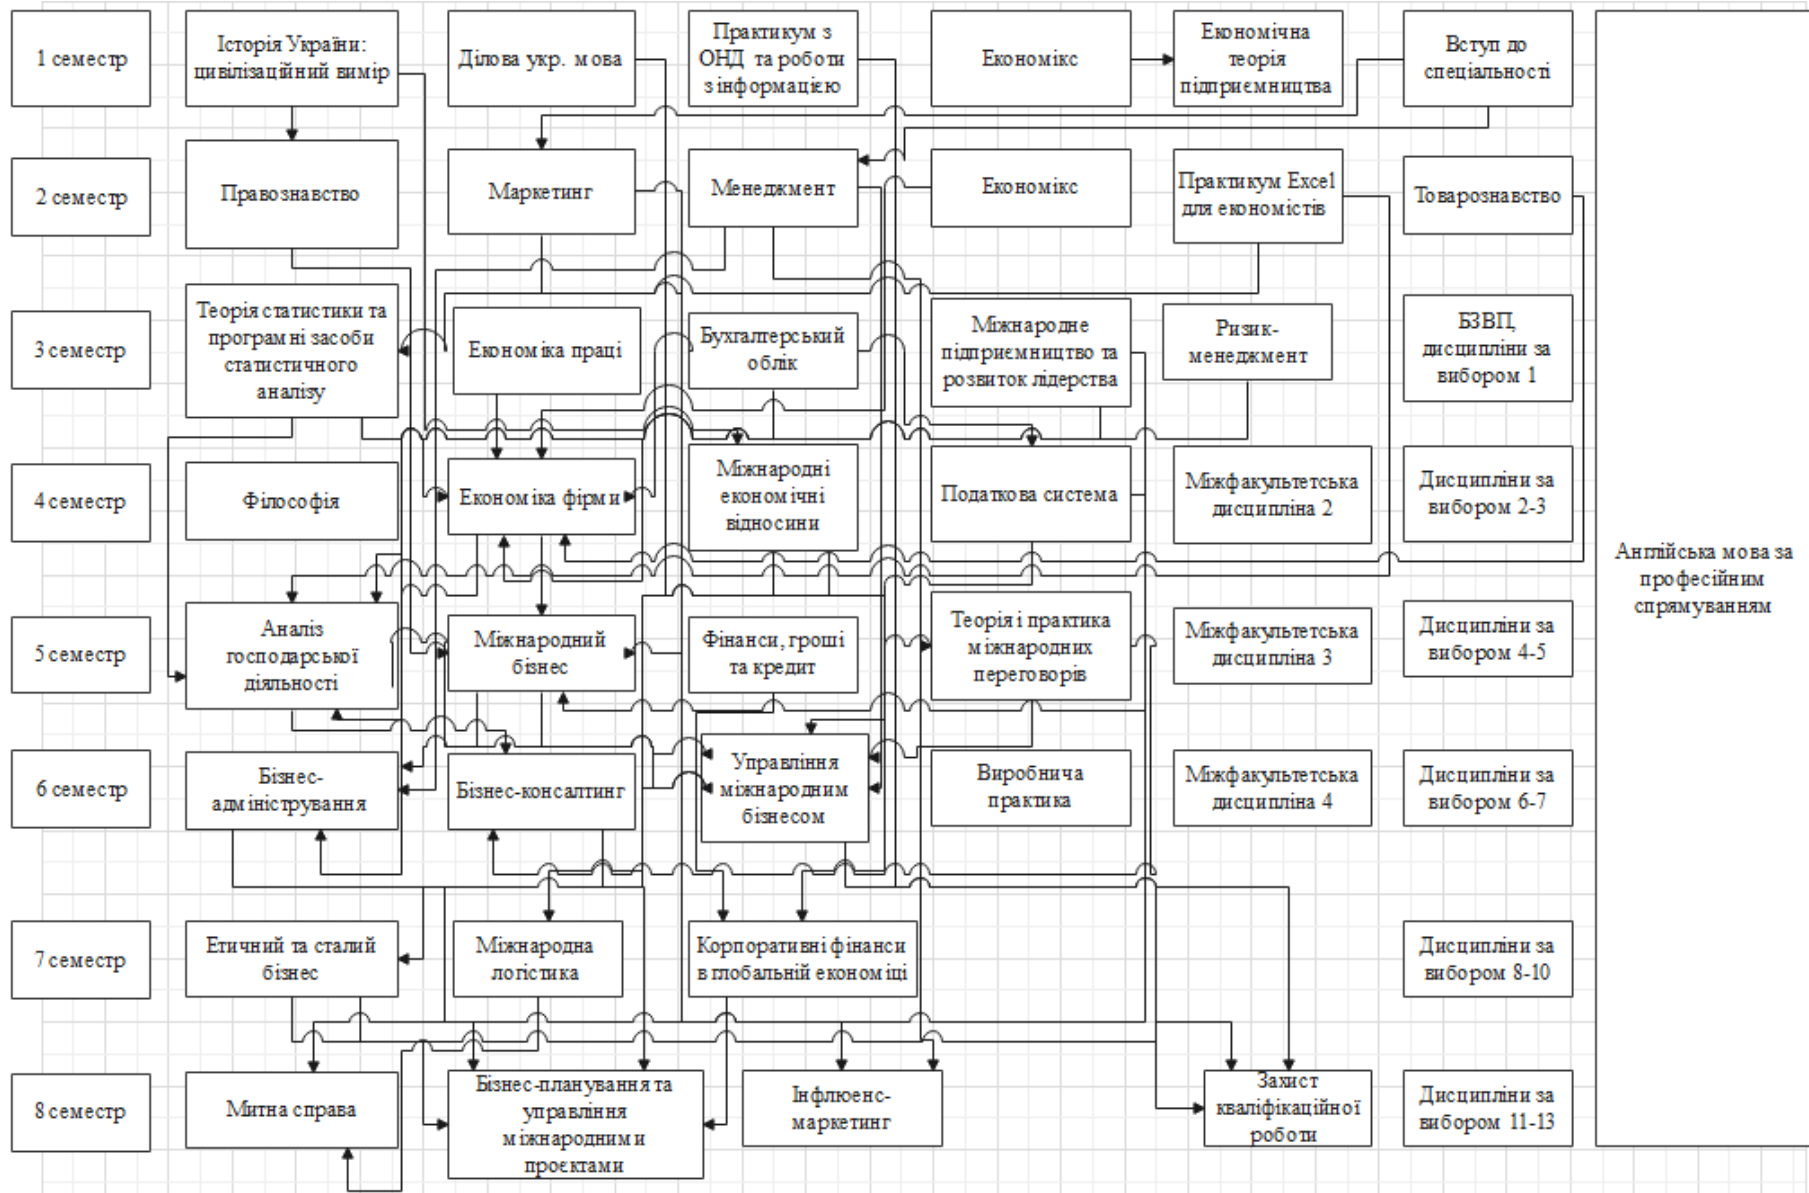 1 семестр
Історія України:
цивілізаційний вимір
Ділова укр. мова
Практикум з
ОНД та роботи
з інформацією
Економікс
Економічна
теорія
підприємництва
Вступ до
спеціальності
2 семестр
Правознавство
Маркетинг
Менеджмент
Економікс
Практикум Excel
для економістів
Товарознавство
3 семестр
Теорія статистики та
програмні засоби
статистичного
аналізу
Економіка праці
Бухгалтерський
облік
Міжнародне
підприємництво та
розвиток лідерства
Ризик-
менеджмент
БЗВП,
дисципліни за
вибором 1
4 семестр
Філософія
Економіка фірми
Міжнародні
економічні
відносини
Податкова система
Міжфакультетська
дисципліна 2
Дисципліни за
вибором 2-3
Англійська мова за
професійним
спрямуванням
5 семестр
Аналіз
господарської
діяльності
Міжнародний
бізнес
Фінанси, гроші
та кредит
Теорія і практика
міжнародних
переговорів
Міжфакультетська
дисципліна 3
Дисципліни за
вибором 4-5
6 семестр
Бізнес-
адміністрування
Бізнес-консалтинг
Управління
міжнародним
бізнесом
Виробнича
практика
Міжфакультетська
дисципліна 4
Дисципліни за
вибором 6-7
7 семестр
Етичний та сталий
бізнес
Міжнародна
логістика
Корпоративні фінанси
в глобальній економіці
Дисципліни за
вибором 8-10
8 семестр
Митна справа
Бізнес-планування та
управління
міжнародними
проєктами
Інфлюенс-
маркетинг
Захист
кваліфікаційної
роботи
Дисципліни за
вибором 11-13